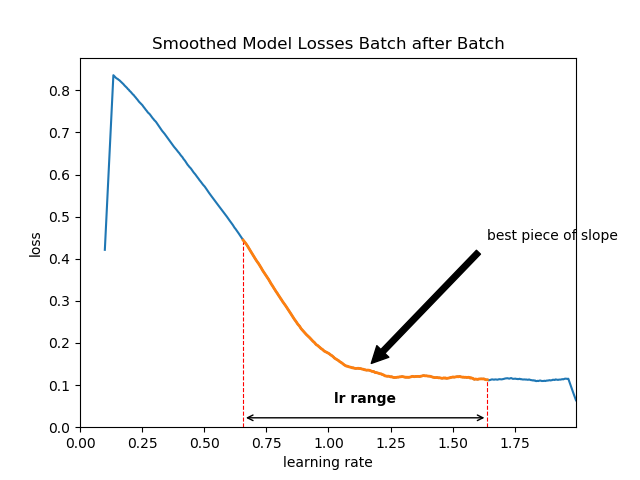 Smoothed Model Losses Batch after Batch
0.8
0.7
0.6
0.5
0.4
0.3
0.2
0.1
0.0
loss
best piece of slope
lr range
0.00 0.25 0.50 0.75 1.00 1.25 1.50 1.75
learning rate